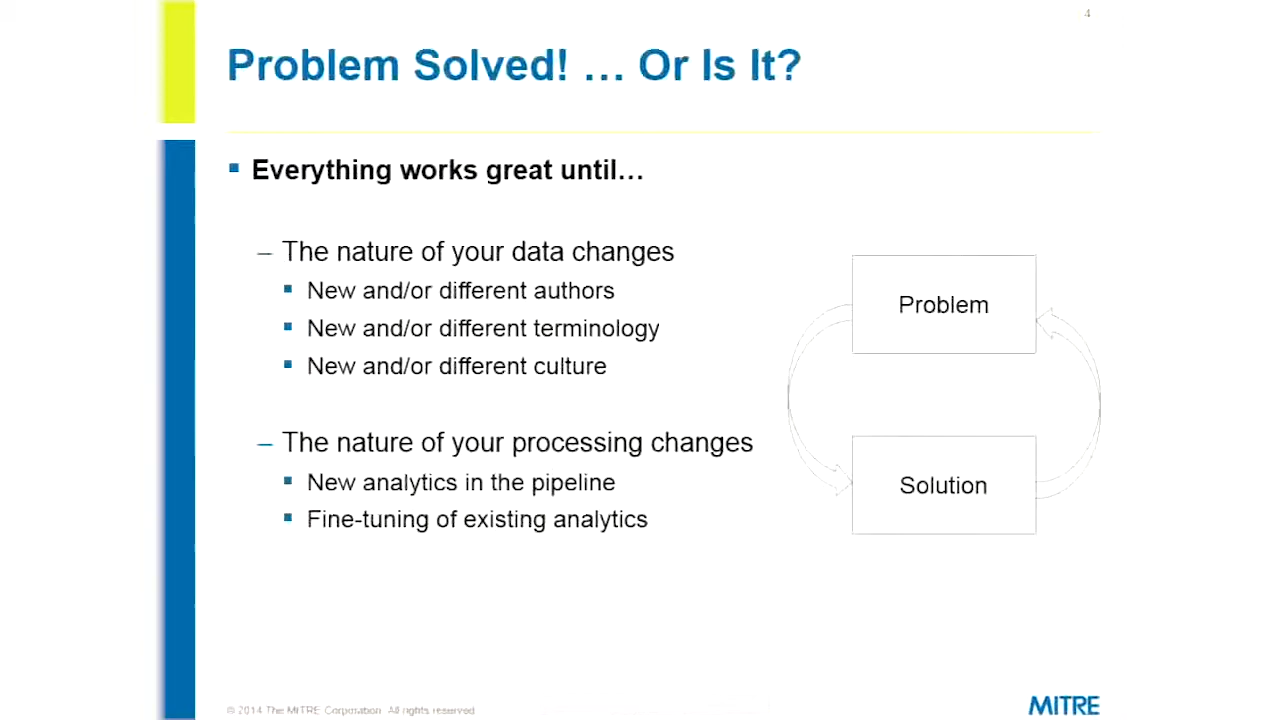 4
Problem Solved! … Or Is It?
Everything works great until…
– The nature of your data changes
New and/or different authors
New and/or different terminology
New and/or different culture
– The nature of your processing changes
New analytics in the pipeline
Fine-tuning of existing analytics
Problem
Solution
© 2014 The MITRE Corporation. All rights reserved
MITRE